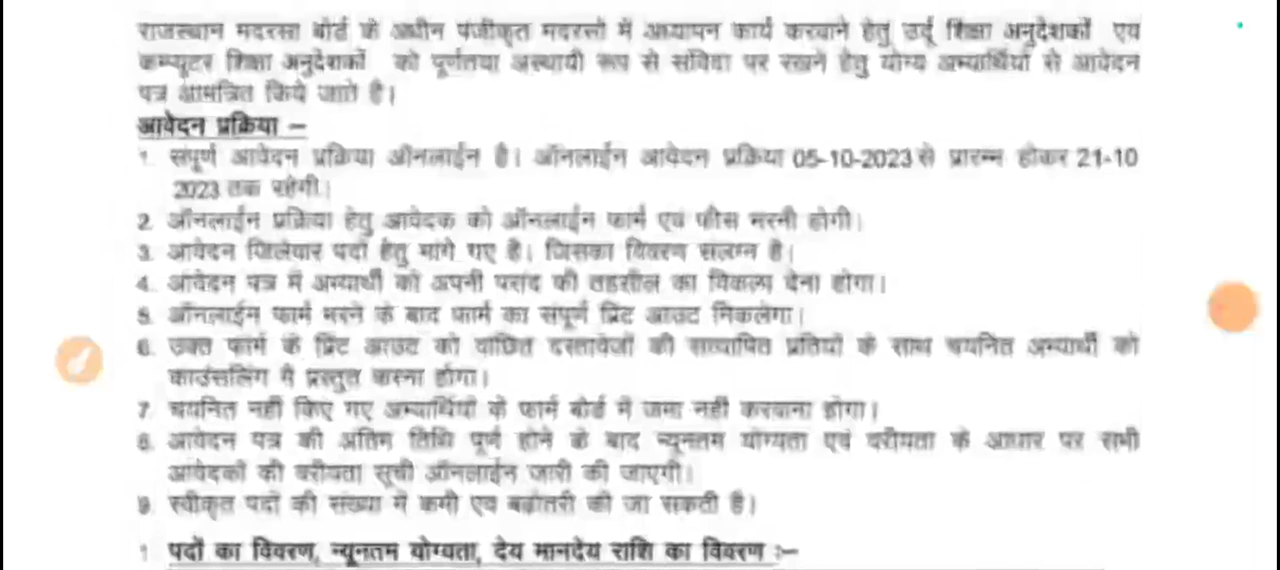 राजस्थान मदरसा बोर्ड के अधीन पंजीकृत मदरसों में अध्यापन कार्य करवाने हेतु उर्दू शिक्षा अनुदेशकों एवं
कम्प्यूटर शिक्षा अनुदेशकों को पूर्णतया अस्थायी रूप से संविदा पर रखने हेतु योग्य अभ्यार्थियों से आवेदन
पत्र आमंत्रित किये जाते है।
आवेदन प्रक्रिया –
1. संपूर्ण आवेदन प्रक्रिया ऑनलाईन है। ऑनलाईन आवेदन प्रक्रिया 05-10-2023 से प्रारम्भ होकर 21-10
2023 तक रहेगी।
2. ऑनलाईन प्रक्रिया हेतु आवेदक को ऑनलाईन फार्म एवं फीस भरनी होगी।
3. आवेदन जिलेवार पदों हेतु मांगे गए है। जिसका विवरण संलग्न है।
4. आवेदन पत्र में अभ्यार्थी को अपनी पसंद की तहसील का विकल्प देना होगा।
5. ऑनलाईन फार्म भरने के बाद फार्म का संपूर्ण प्रिंट आउट निकलेगा।
6. उक्त फार्म के प्रिंट आउट को वांछित दस्तावेजों की सत्यापित प्रतियों के साथ चयनित अभ्यार्थी को
काउंसलिंग में प्रस्तुत करना होगा।
7. चयनित नहीं किए गए अभ्यार्थियों के फार्म बोर्ड में जमा नहीं करवाना होगा।
8. आवेदन पत्र की अंतिम तिथि पूर्ण होने के बाद न्यूनतम योग्यता एवं वरीयता के आधार पर सभी
आवेदकों की वरीयता सूची ऑनलाईन जारी की जाएगी।
9. स्वीकृत पदों की संख्या में कमी एवं बढ़ोतरी की जा सकती है।
1 पदों का विवरण, न्यूनतम योग्यता, देय मानदेय राशि का विवरण :–